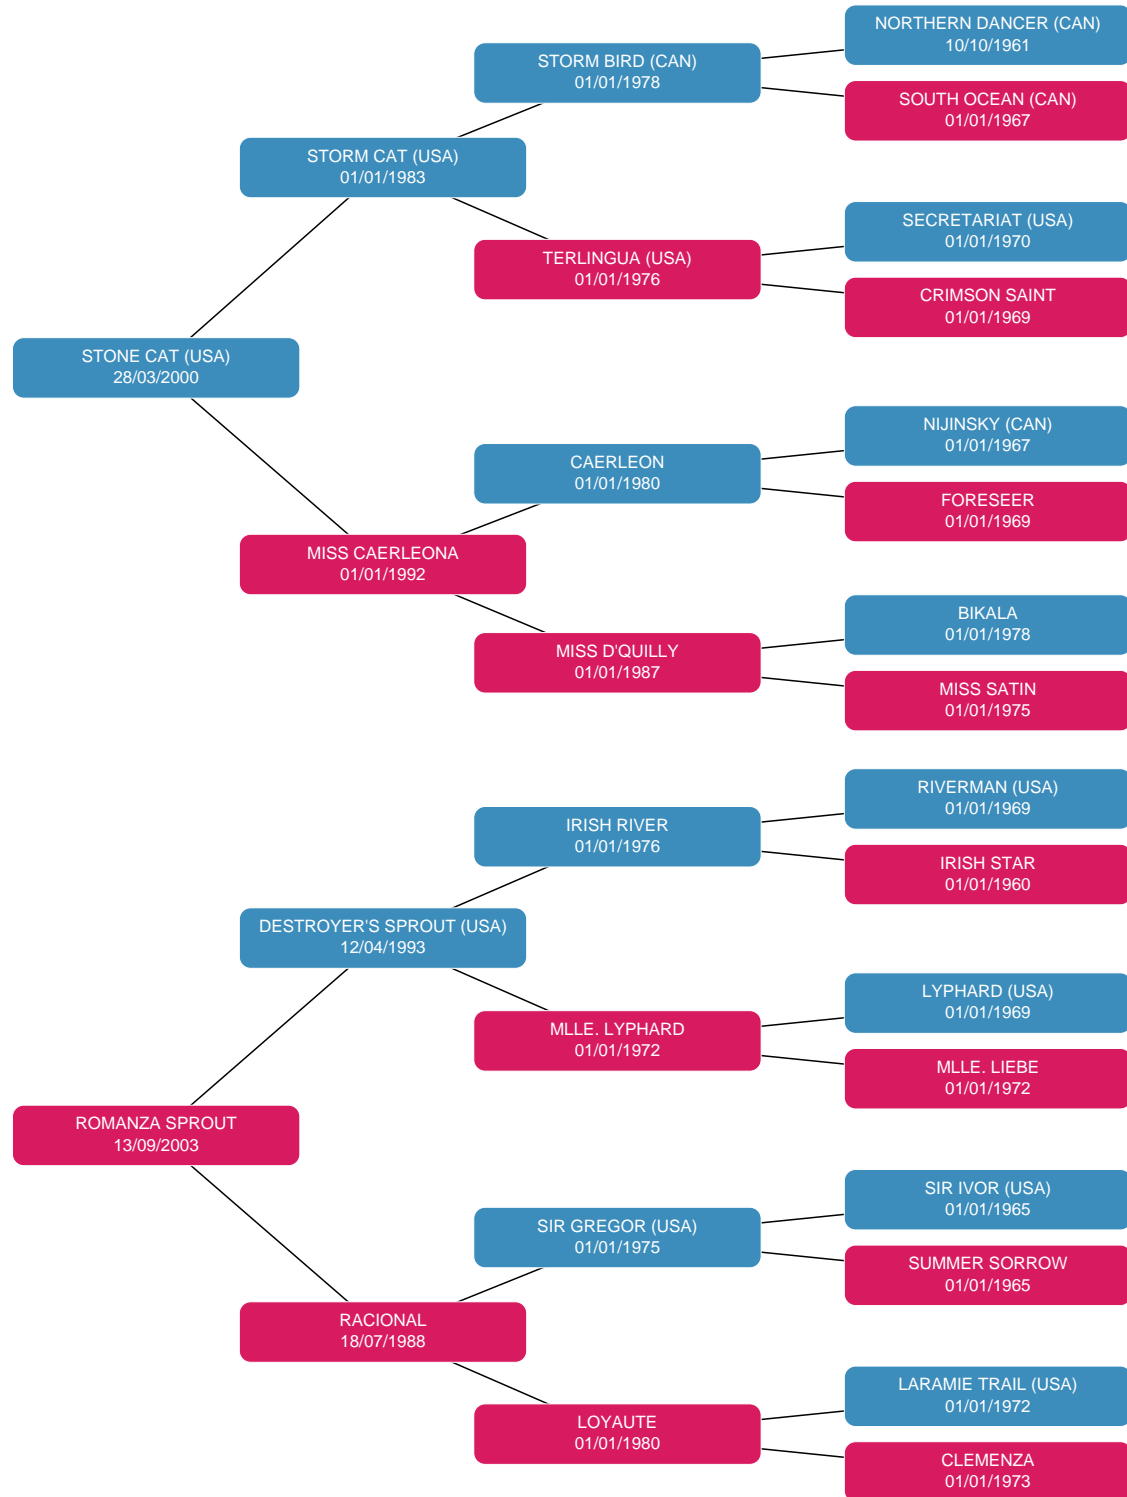 NORTHERN DANCER (CAN)
10/10/1961
STORM BIRD (CAN)
01/01/1978
SOUTH OCEAN (CAN)
01/01/1967
STORM CAT (USA)
01/01/1983
SECRETARIAT (USA)
01/01/1970
TERLINGUA (USA)
01/01/1976
CRIMSON SAINT
01/01/1969
STONE CAT (USA)
28/03/2000
NIJINSKY (CAN)
01/01/1967
CAERLEON
01/01/1980
FORESEER
01/01/1969
MISS CAERLEONA
01/01/1992
BIKALA
01/01/1978
MISS D'QUILLY
01/01/1987
MISS SATIN
01/01/1975
RIVERMAN (USA)
01/01/1969
IRISH RIVER
01/01/1976
IRISH STAR
01/01/1960
DESTROYER'S SPROUT (USA)
12/04/1993
LYPHARD (USA)
01/01/1969
MLLE. LYPHARD
01/01/1972
MLLE. LIEBE
01/01/1972
ROMANZA SPROUT
13/09/2003
SIR IVOR (USA)
01/01/1965
SIR GREGOR (USA)
01/01/1975
SUMMER SORROW
01/01/1965
RACIONAL
18/07/1988
LARAMIE TRAIL (USA)
01/01/1972
LOYAUTE
01/01/1980
CLEMENZA
01/01/1973